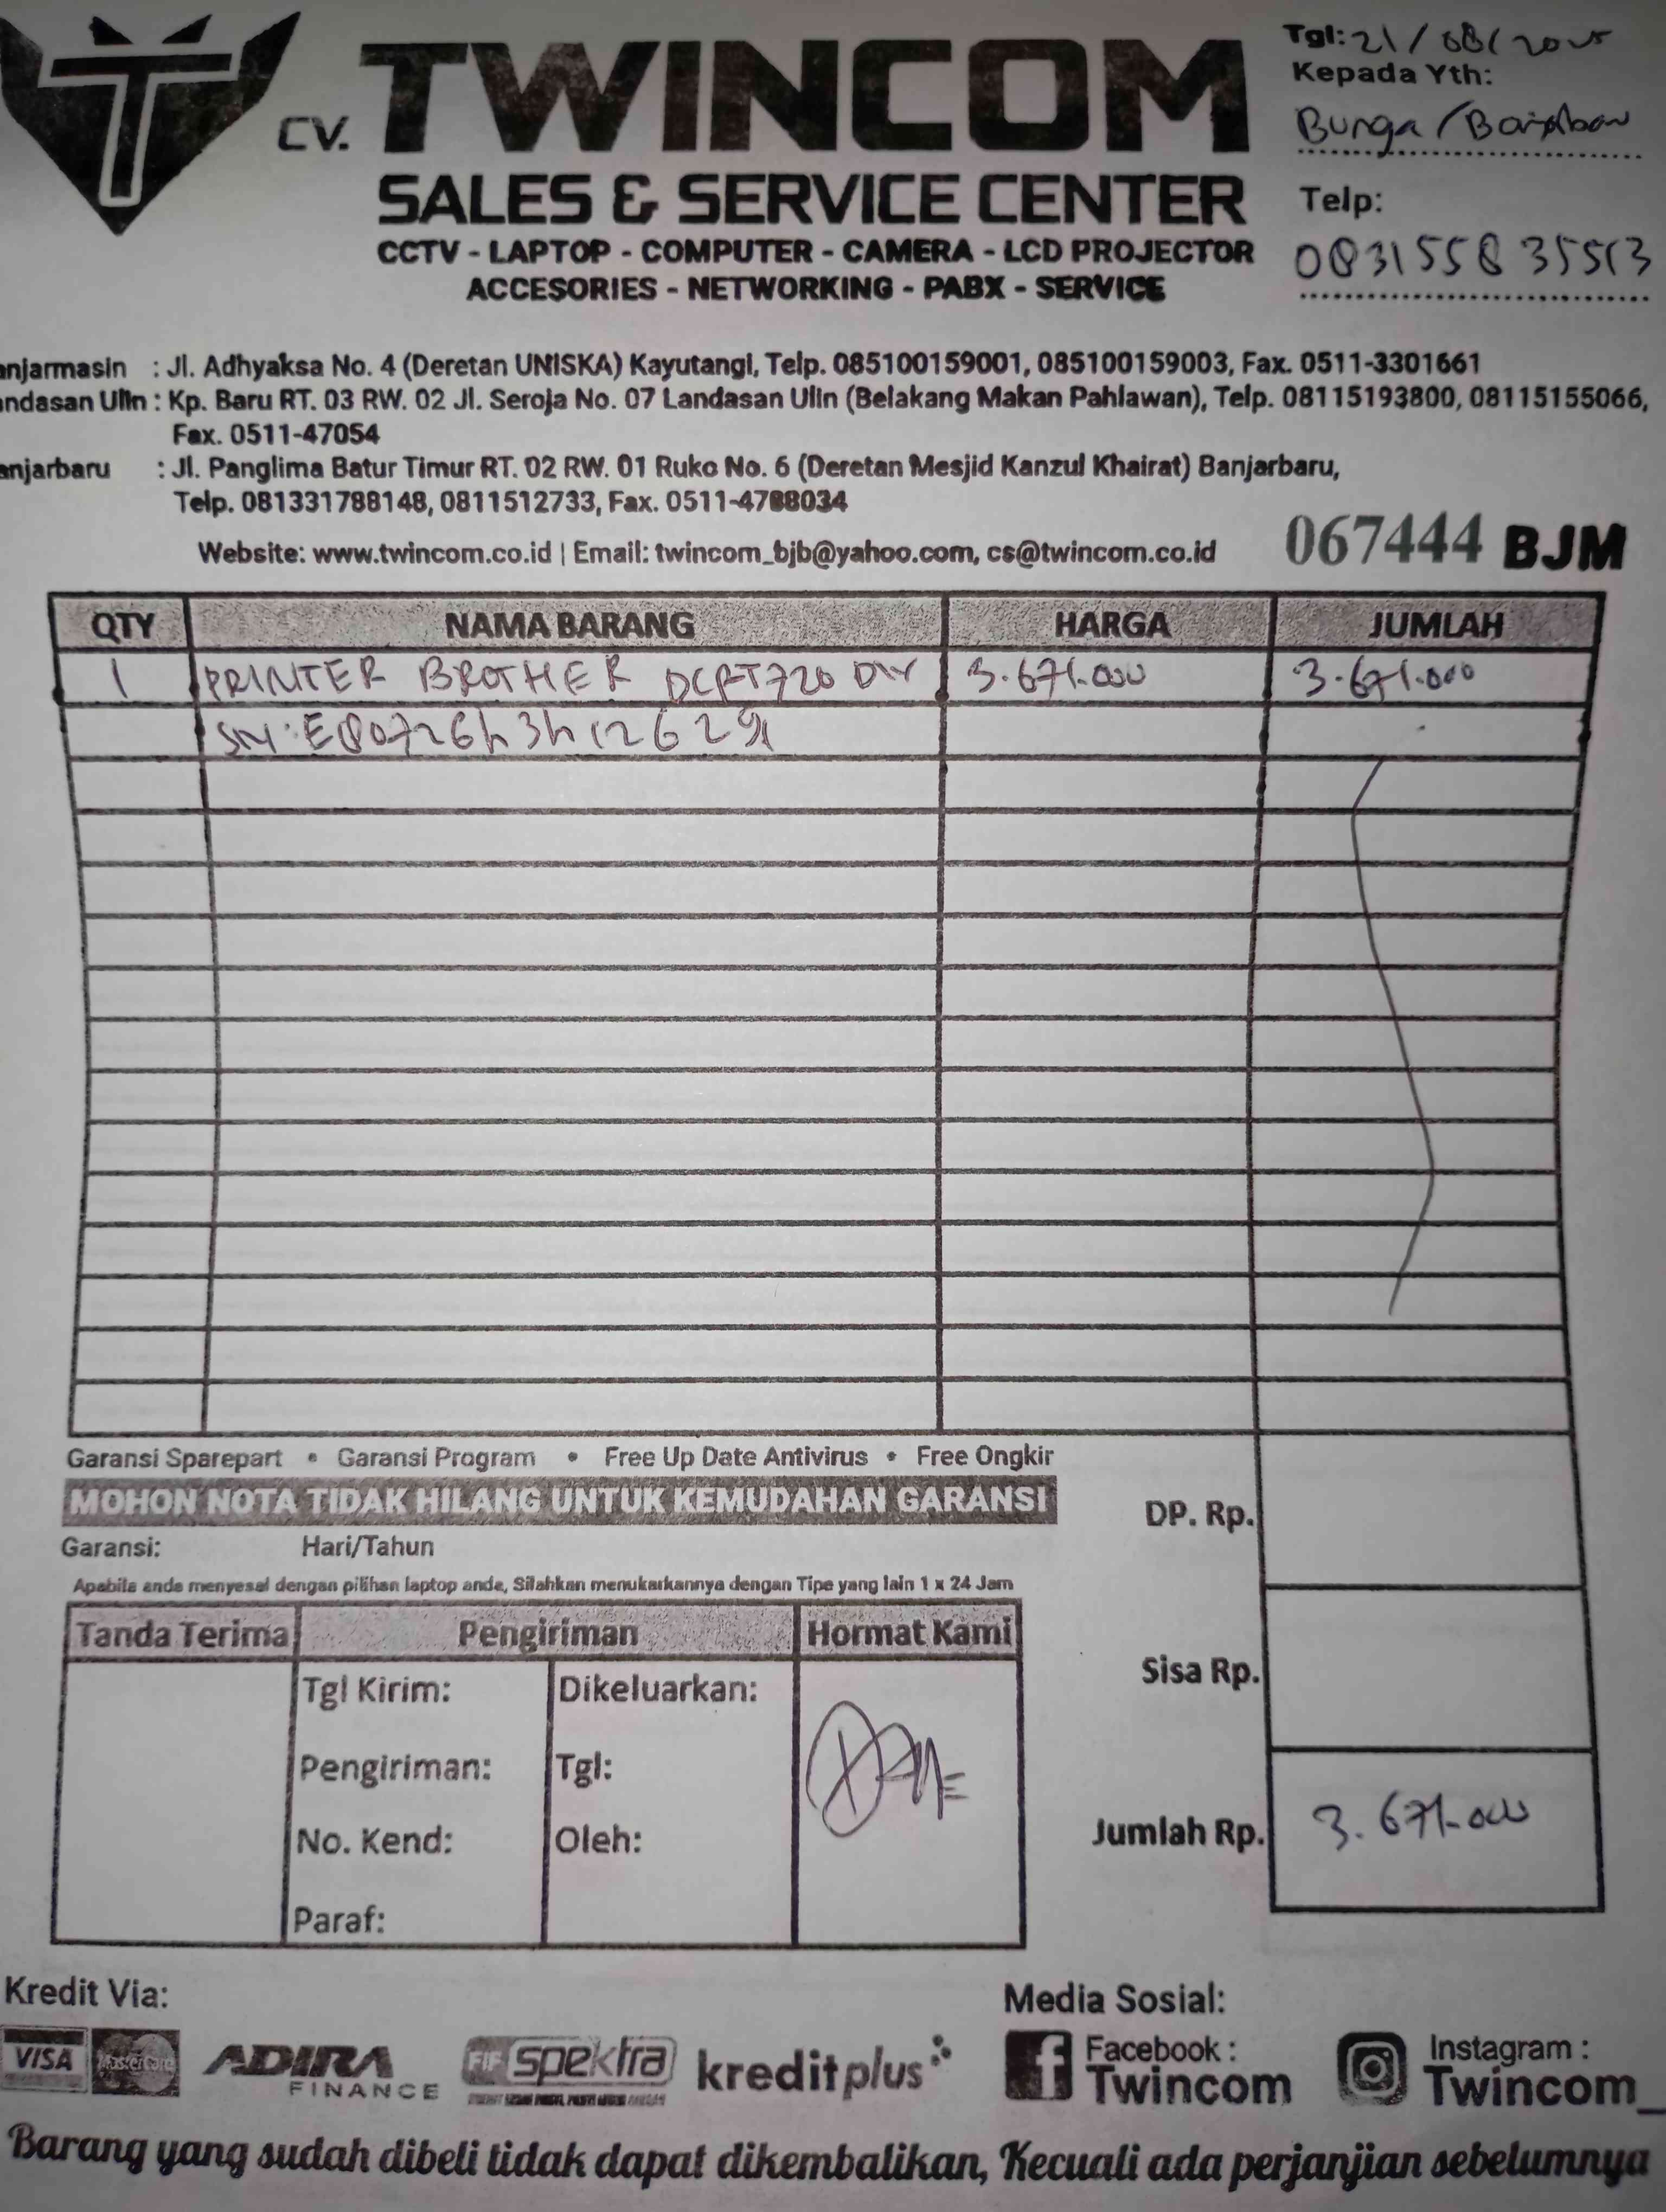 Tgl: 21/08/2025
Kepada Yth:
Bunga /
CV. TWINCOM
SALES & SERVICE CENTER
CCTV - LAPTOP - COMPUTER - CAMERA - LCD PROJECTOR
ACCESORIES - NETWORKING - PABX - SERVICE
Telp:
083155835513
anjarmasin : Jl. Adhyaksa No. 4 (Deretan UNISKA) Kayutangi, Telp. 085100159001, 085100159003, Fax. 0511-3301661
andasan Ulin : Kp. Baru RT. 03 RW. 02 Jl. Seroja No. 07 Landasan Ulin (Belakang Makan Pahlawan), Telp. 08115193800, 08115155066,
Fax. 0511-47054
anjarbaru : Jl. Panglima Batur Timur RT. 02 RW. 01 Ruko No. 6 (Deretan Mesjid Kanzul Khairat) Banjarbaru,
Telp. 081331788148, 0811512733, Fax. 0511-4788034
Website: www.twincom.co.id | Email: twincom_bjb@yahoo.com, cs@twincom.co.id
067444 BJM
QTY NAMA BARANG HARGA JUMLAH
1 PRINTER BROTHER DCPT720 DW 3.671.000 3.671.000
SN:
Garansi Sparepart • Garansi Program • Free Up Date Antivirus • Free Ongkir
MOHON NOTA TIDAK HILANG UNTUK KEMUDAHAN GARANSI
Garansi: Hari/Tahun
Apabila anda menyesal dengan pilihan laptop anda, Silahkan menukarkannya dengan Tipe yang lain 1 x 24 Jam
DP. Rp.
Tanda Terima Pengiriman Hormat Kami
Tgl Kirim: Dikeluarkan:
Sisa Rp.
Pengiriman: Tgl:
No. Kend: Oleh:
Jumlah Rp. 3.671.000
Paraf:
Kredit Via:
Media Sosial:
VISA MasterCard ADIRA FINANCE FIF spektra kreditplus
Facebook : Twincom
Instagram : Twincom_
Barang yang sudah dibeli tidak dapat dikembalikan, Kecuali ada perjanjian sebelumnya